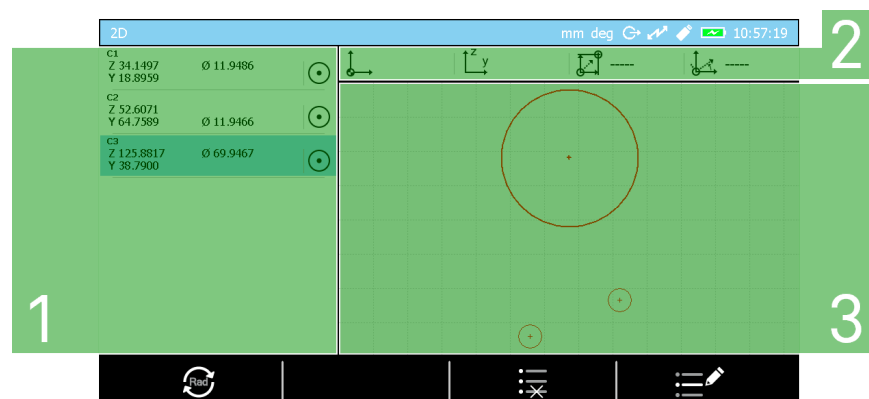 2D
mm deg 10:57:19
2
C1
Z 34.1497 Ø 11.9486
Y 18.8959
C2
Z 52.6071
Y 64.7589 Ø 11.9466
C3
Z 125.8817 Ø 69.9467
Y 38.7900
z
y
-----
-----
1
3
Rad